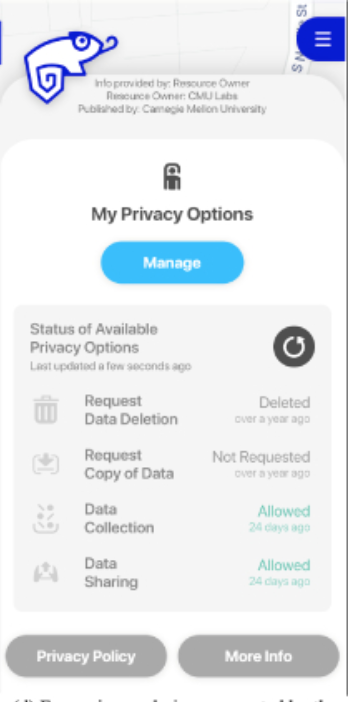 Info provided by: Resource Owner
Resource Owner: CMU Labs
Published by: Carnegie Mellon University
My Privacy Options
Manage
Status of Available
Privacy Options
Last updated a few seconds ago
Request
Data Deletion
Deleted
over a year ago
Request
Copy of Data
Not Requested
over a year ago
Data
Collection
Allowed
24 days ago
Data
Sharing
Allowed
24 days ago
Privacy Policy
More Info